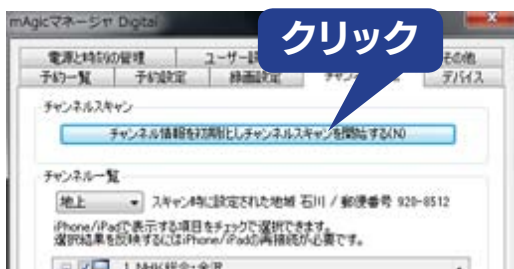 mAgicマネージャ Digital
クリック
電源と時刻の管理 ユーザー その他
予約一覧 予約設定 録画設定 デバイス
チャンネルスキャン
チャンネル情報を初期化しチャンネルスキャンを開始する(N)
チャンネル一覧
地上 スキャン時に設定された地域 石川 / 郵便番号 920-8512
iPhone/iPadで表示する項目をチェックで選択できます。
選択結果を反映するにはiPhone/iPadの再接続が必要です。
1 NHK総合・金沢